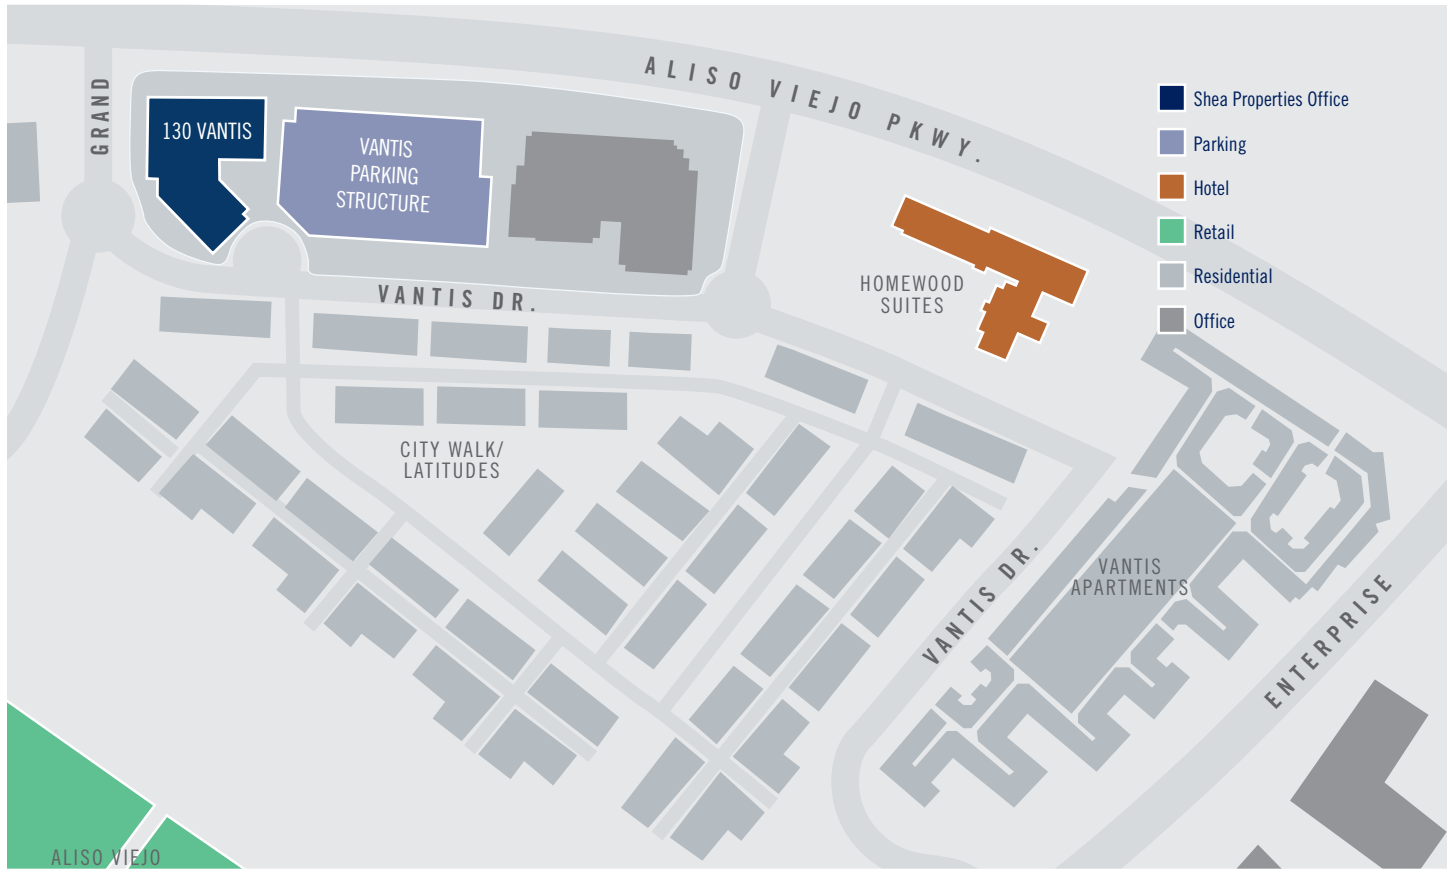 ALISO VIEJO PKWY.
GRAND
130 VANTIS
VANTIS
PARKING
STRUCTURE
Shea Properties Office
Parking
Hotel
Retail
Residential
Office
HOMEWOOD
SUITES
VANTIS DR.
CITY WALK/
LATITUDES
VANTIS DR.
VANTIS
APARTMENTS
ENTERPRISE
ALISO VIEJO